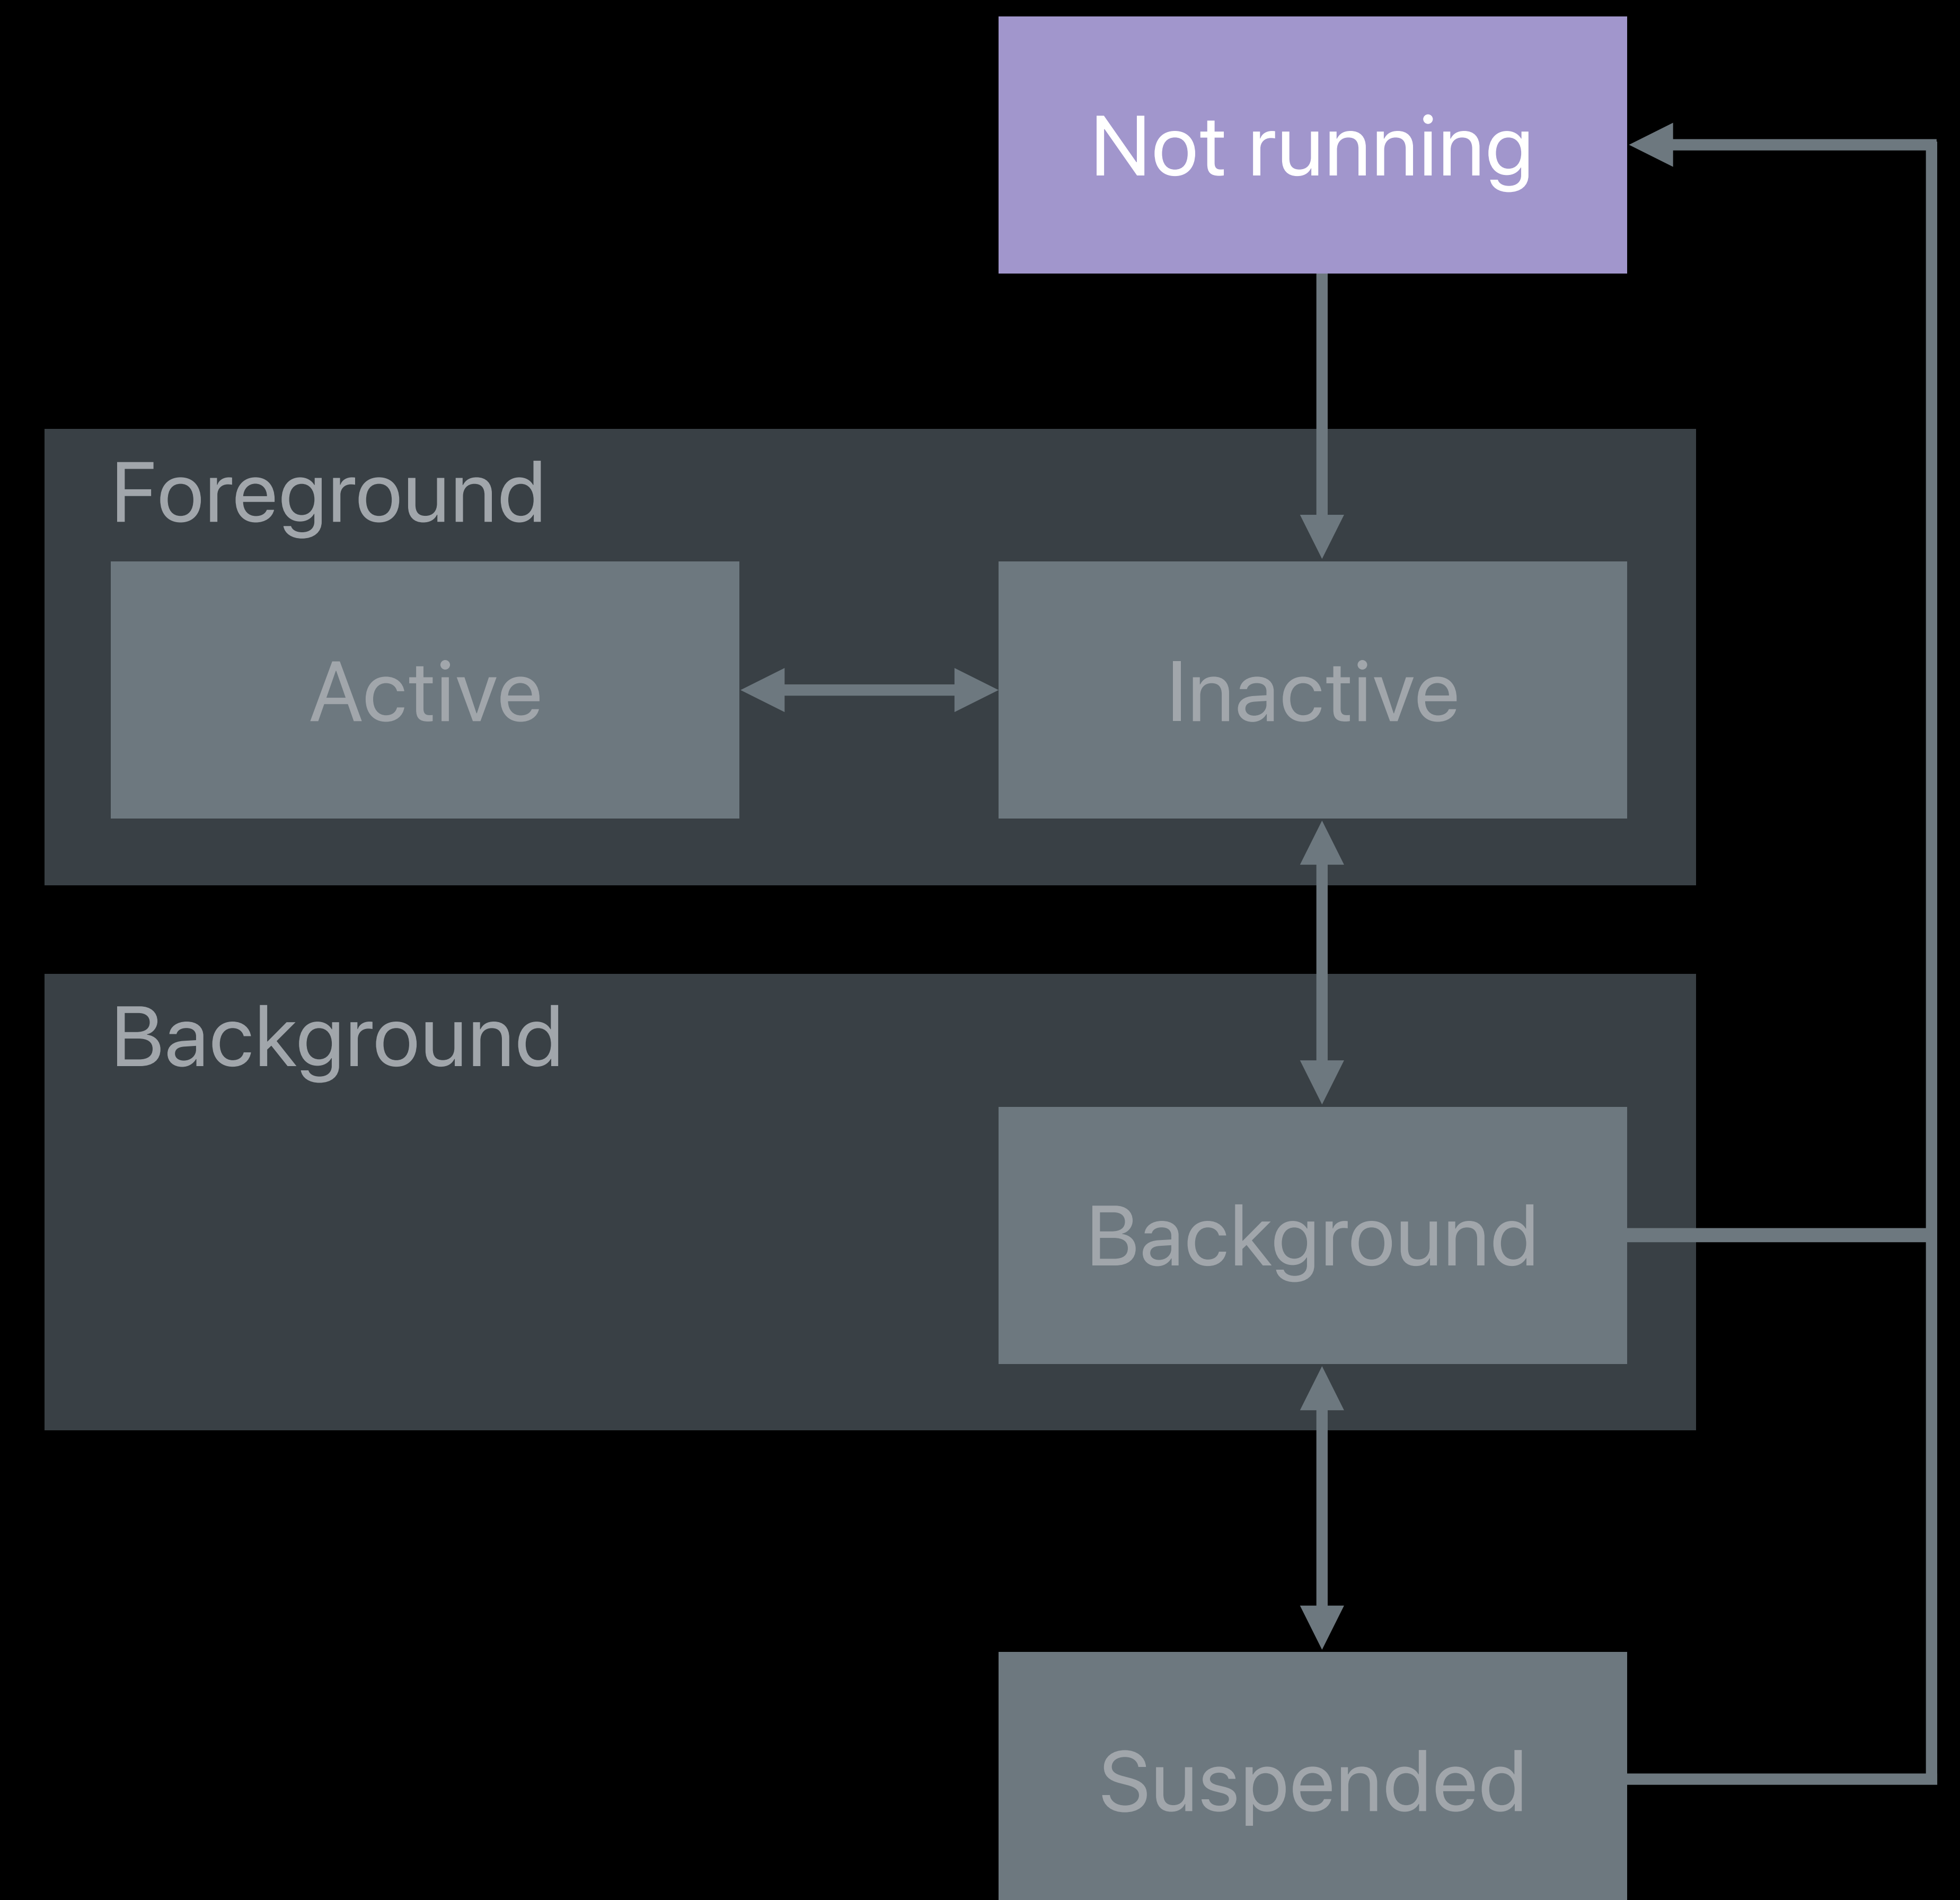 Not running
Foreground
Active
Inactive
Background
Background
Suspended